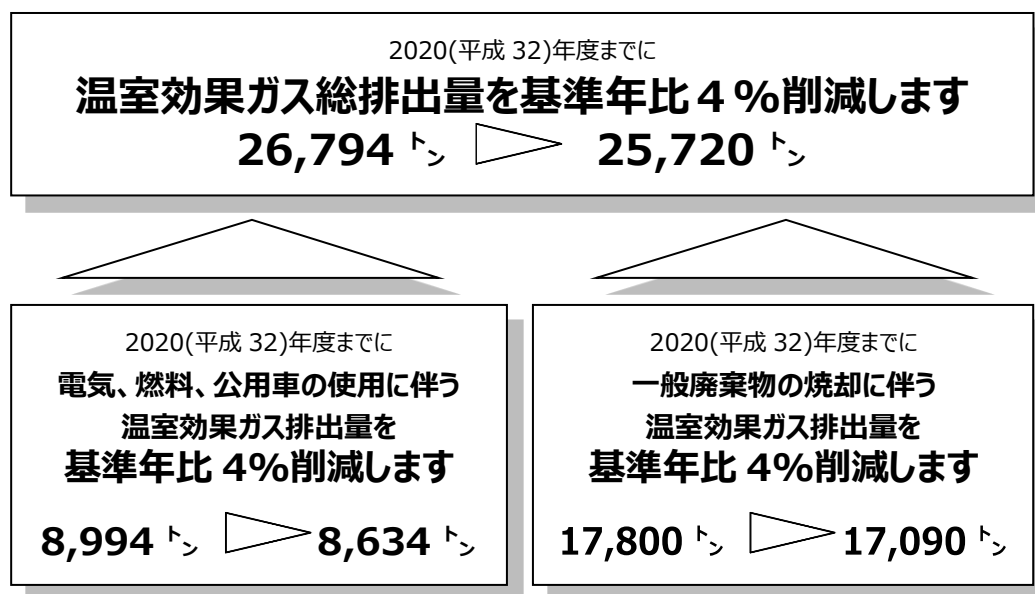 2020(平成 32)年度までに
温室効果ガス総排出量を基準年比４％削減します
26,794 トン 25,720 トン
2020(平成 32)年度までに
電気、燃料、公用車の使用に伴う
温室効果ガス排出量を
基準年比 4%削減します
8,994 トン 8,634 トン
2020(平成 32)年度までに
一般廃棄物の焼却に伴う
温室効果ガス排出量を
基準年比 4%削減します
17,800 トン 17,090 トン